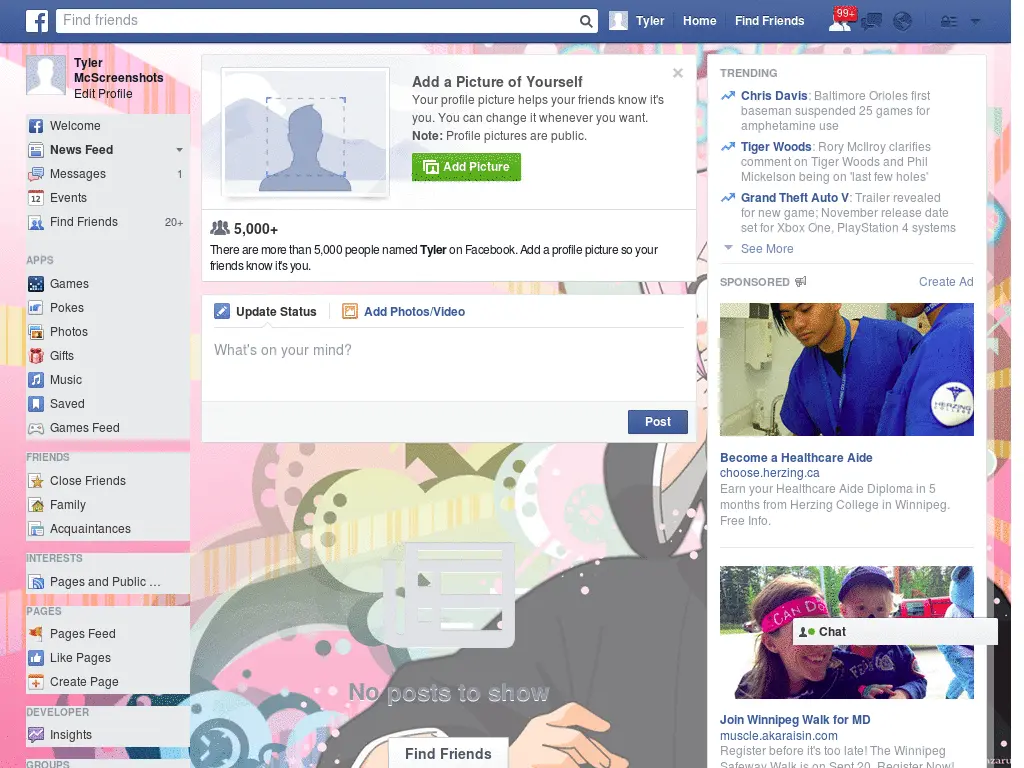 Find friends
Tyler
Home
Find Friends
99+
Tyler
McScreenshots
Edit Profile
Welcome
News Feed
Messages 1
Events
Find Friends 20+
APPS
Games
Pokes
Photos
Gifts
Music
Saved
Games Feed
FRIENDS
Close Friends
Family
Acquaintances
INTERESTS
Pages and Public ...
PAGES
Pages Feed
Like Pages
Create Page
DEVELOPER
Insights
GROUPS
Add a Picture of Yourself
Your profile picture helps your friends know it's
you. You can change it whenever you want.
Note: Profile pictures are public.
Add Picture
5,000+
There are more than 5,000 people named Tyler on Facebook. Add a profile picture so your
friends know it's you.
Update Status
Add Photos/Video
What's on your mind?
Post
No posts to show
Find Friends
TRENDING
Chris Davis: Baltimore Orioles first
baseman suspended 25 games for
amphetamine use
Tiger Woods: Rory McIlroy clarifies
comment on Tiger Woods and Phil
Mickelson being on 'last few holes'
Grand Theft Auto V: Trailer revealed
for new game; November release date
set for Xbox One, PlayStation 4 systems
See More
SPONSORED
Create Ad
HERZING
COLLEGE
Become a Healthcare Aide
choose.herzing.ca
Earn your Healthcare Aide Diploma in 5
months from Herzing College in Winnipeg.
Free Info.
CAN DO
Chat
Join Winnipeg Walk for MD
muscle.akaraisin.com
Register before it's too late! The Winnipeg
Safeway Walk is on Sept 20. Register Now!